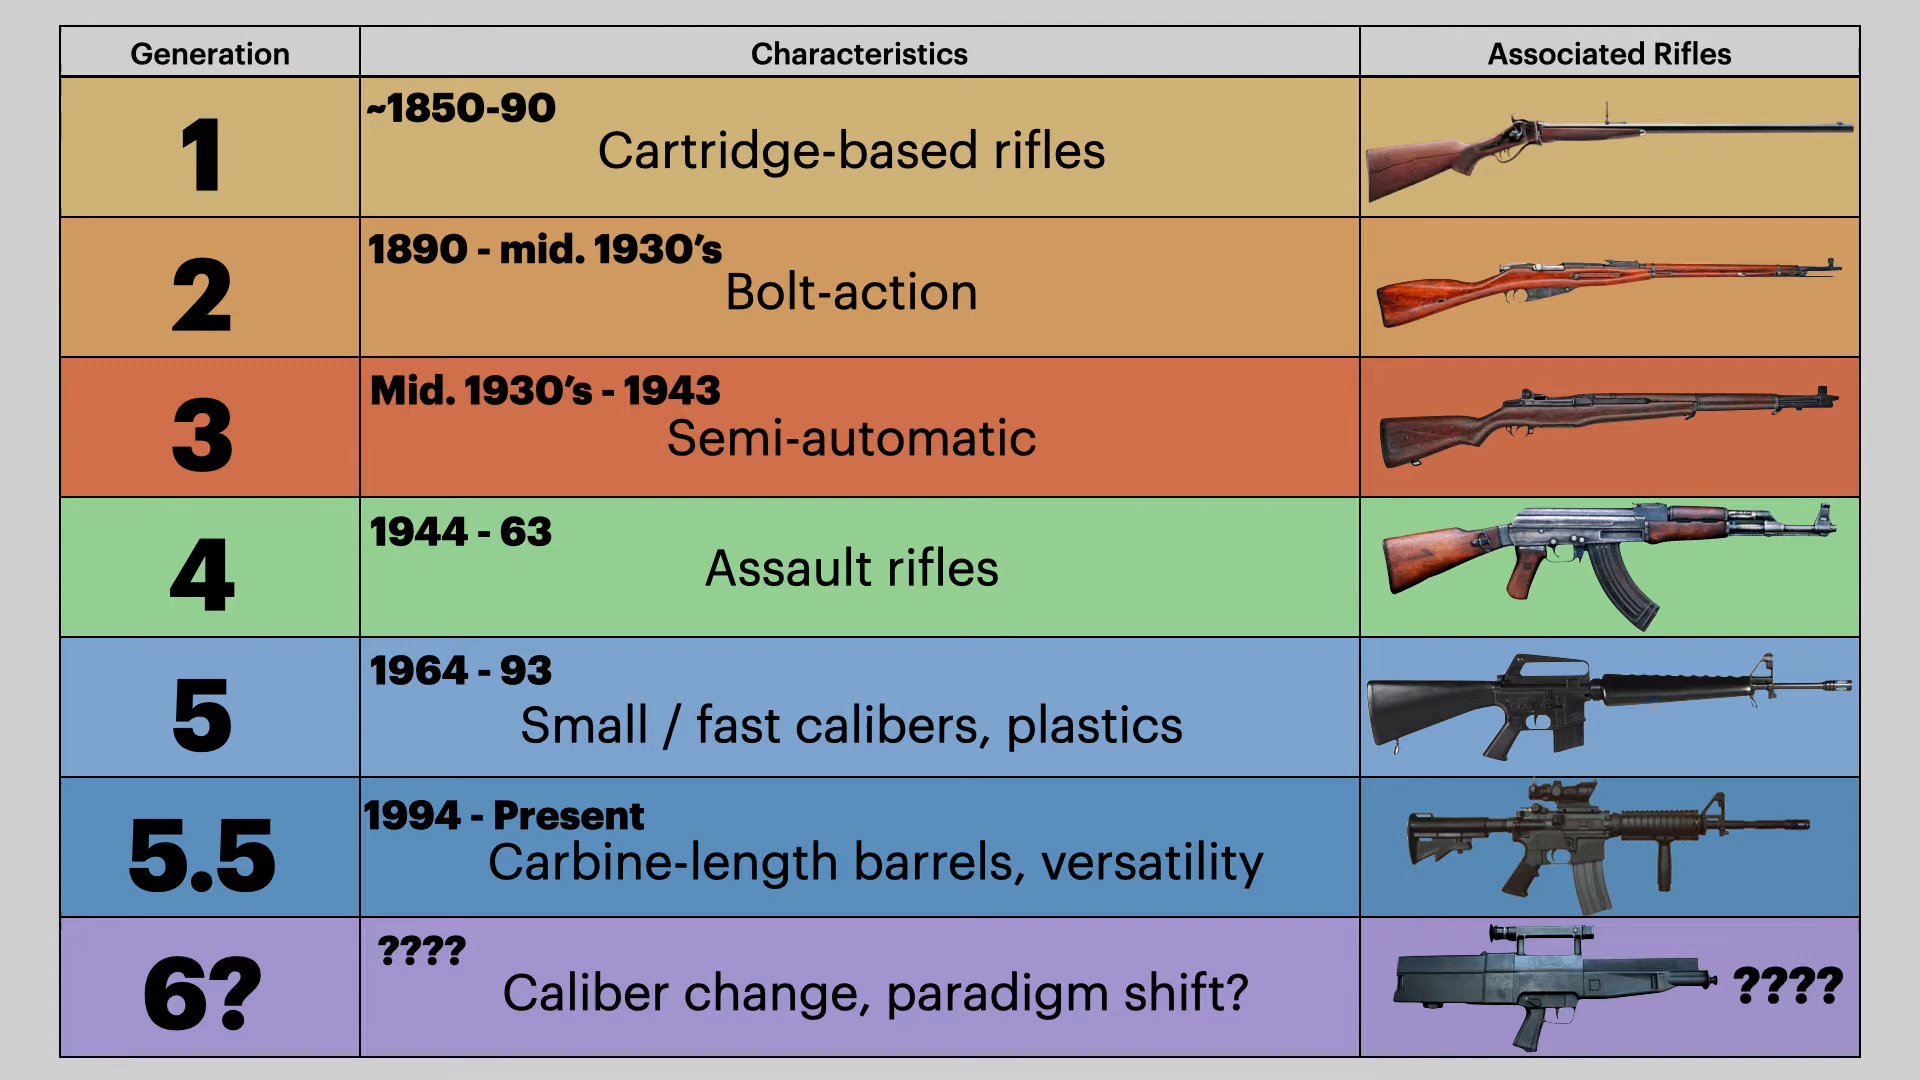 Generation Characteristics Associated Rifles
1
~1850-90
Cartridge-based rifles
2
1890 - mid. 1930’s
Bolt-action
3
Mid. 1930’s - 1943
Semi-automatic
4
1944 - 63
Assault rifles
5
1964 - 93
Small / fast calibers, plastics
5.5
1994 - Present
Carbine-length barrels, versatility
6?
????
Caliber change, paradigm shift?
????